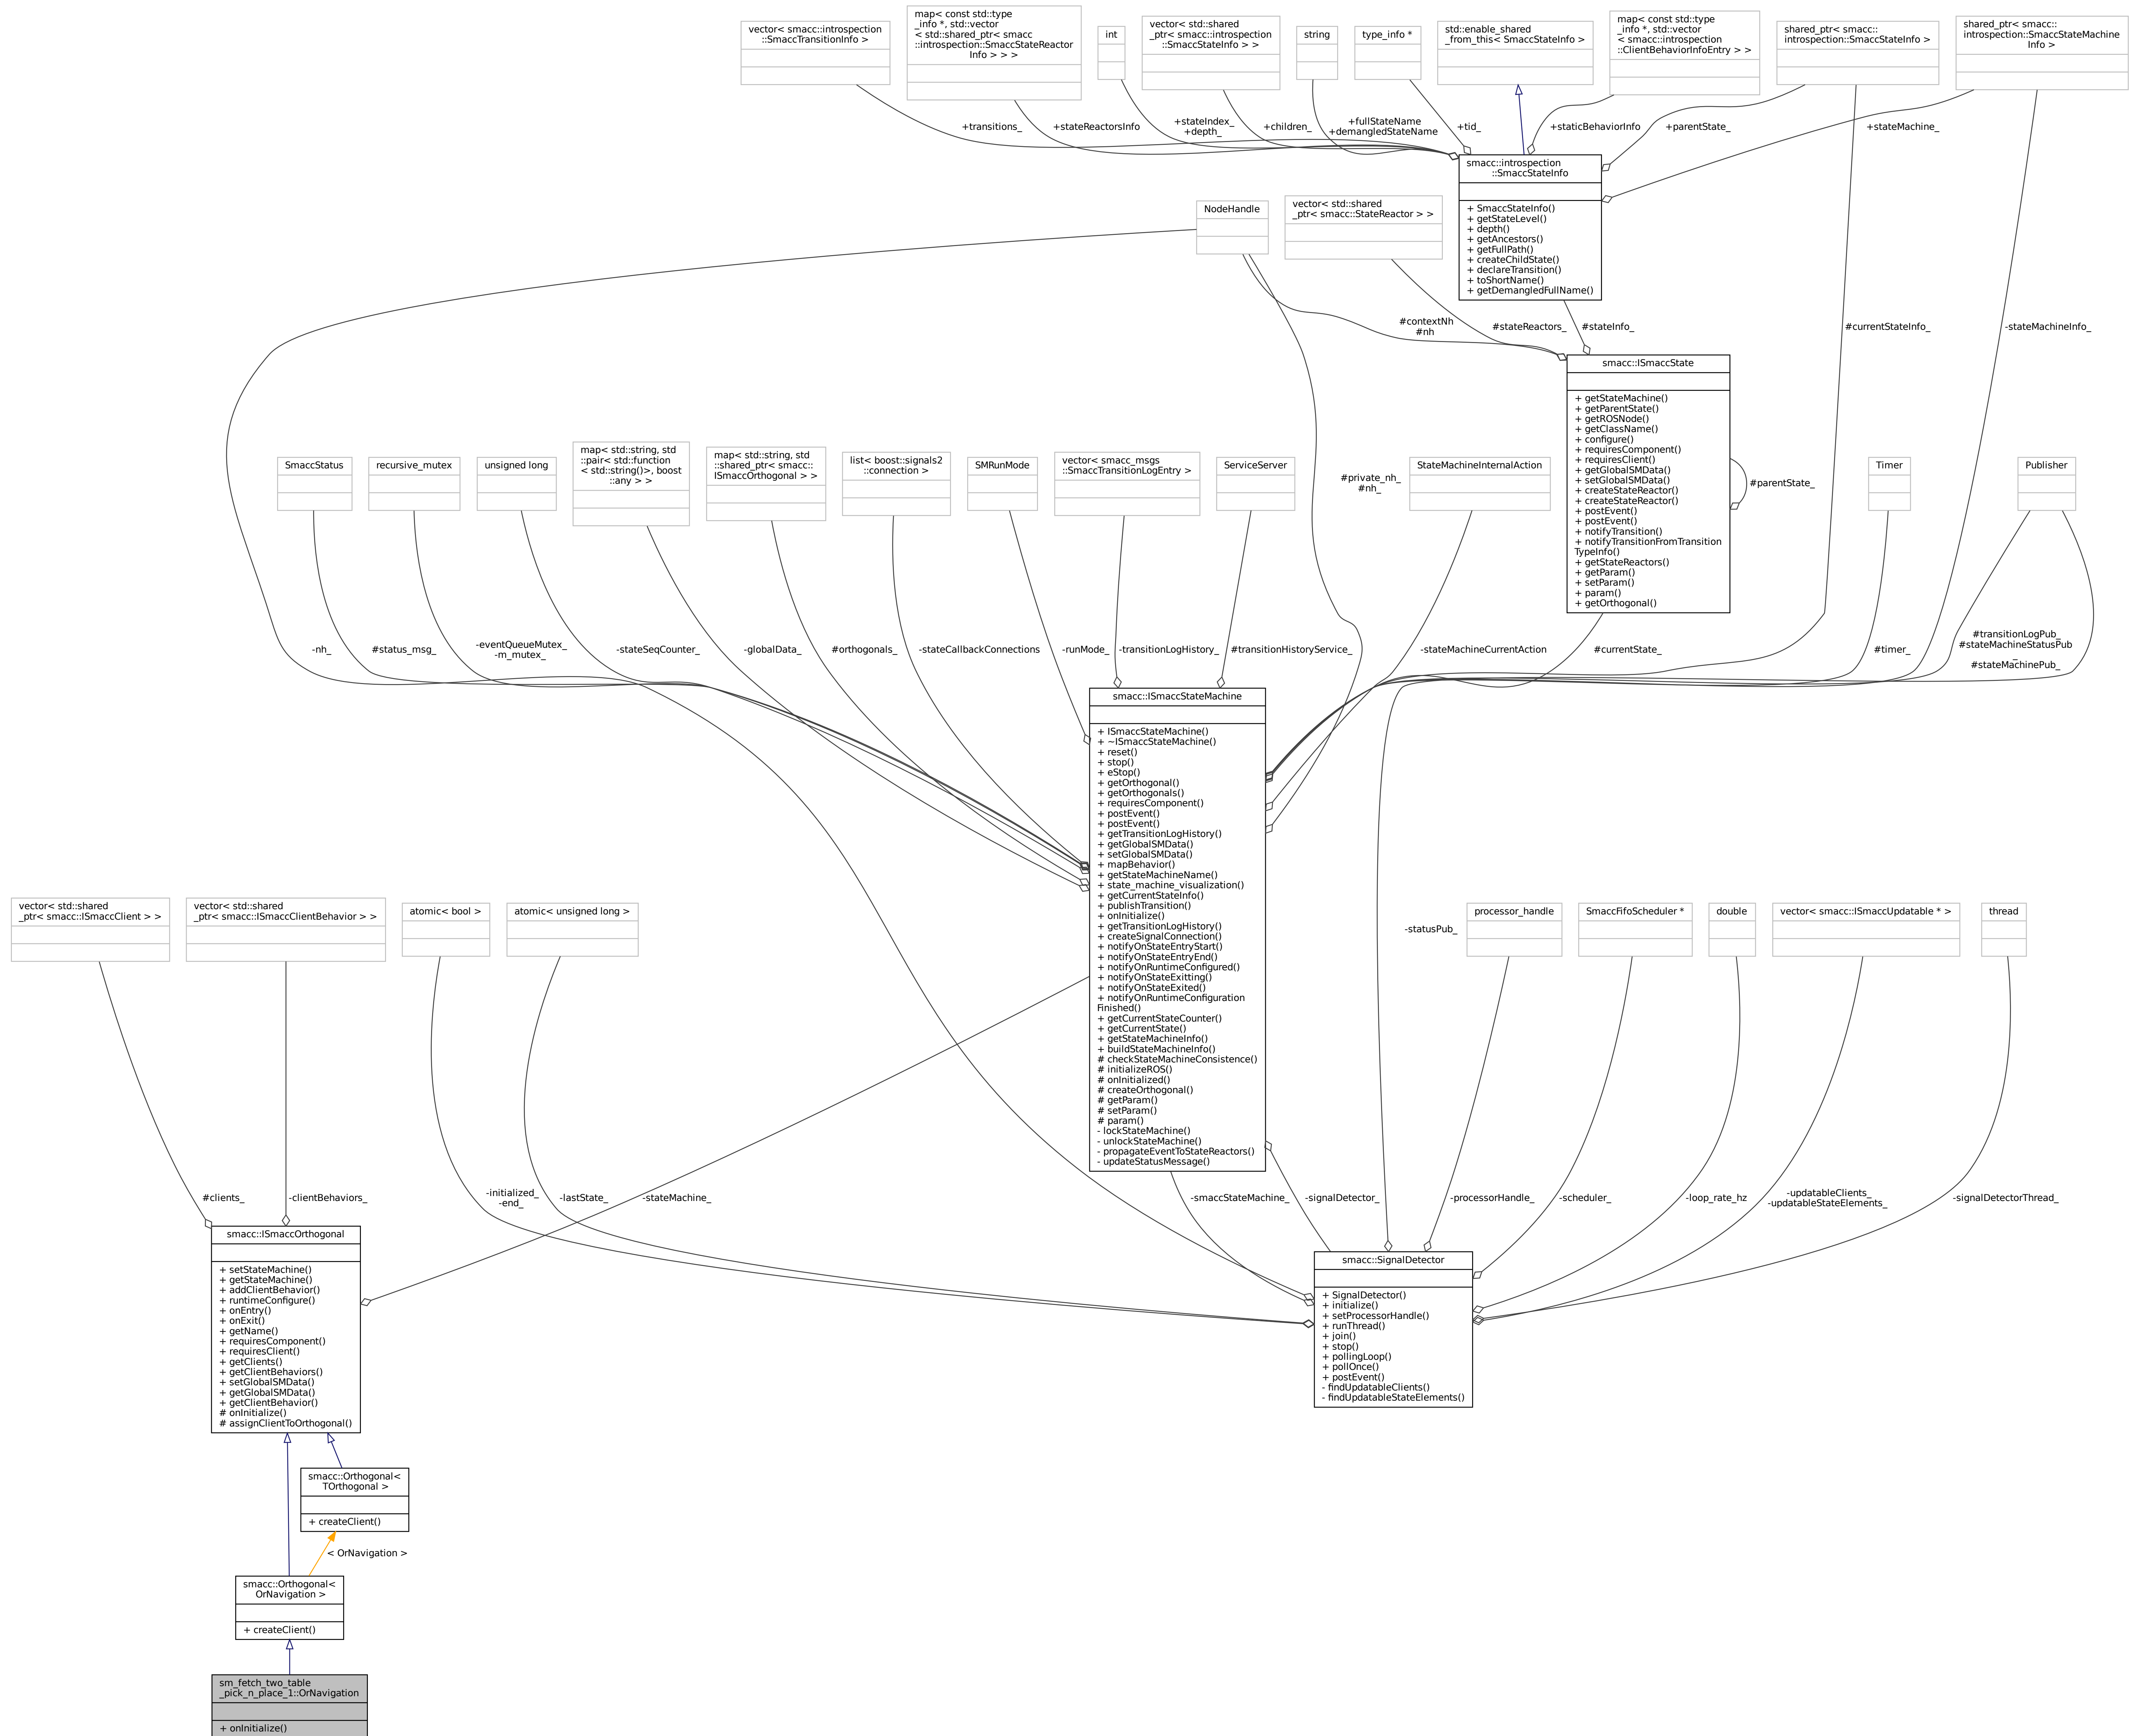 vector< smacc::introspection
::SmaccTransitionInfo >
map< const std::type
_info *, std::vector
< std::shared_ptr< smacc
::introspection::SmaccStateReactor
Info > > >
int
vector< std::shared
_ptr< smacc::introspection
::SmaccStateInfo > >
string
type_info *
std::enable_shared
_from_this< SmaccStateInfo >
map< const std::type
_info *, std::vector
< smacc::introspection
::ClientBehaviorInfoEntry > >
shared_ptr< smacc::
introspection::SmaccStateInfo >
shared_ptr< smacc::
introspection::SmaccStateMachine
Info >
+transitions_
+stateReactorsInfo
+stateIndex_
+depth_
+children_
+fullStateName
+demangledStateName
+tid_
+staticBehaviorInfo
+parentState_
+stateMachine_
smacc::introspection
::SmaccStateInfo
+ SmaccStateInfo()
+ getStateLevel()
+ depth()
+ getAncestors()
+ getFullPath()
+ createChildState()
+ declareTransition()
+ toShortName()
+ getDemangledFullName()
NodeHandle
vector< std::shared
_ptr< smacc::StateReactor > >
#contextNh
#nh
#stateReactors_
#stateInfo_
#currentStateInfo_
-stateMachineInfo_
smacc::ISmaccState
+ getStateMachine()
+ getParentState()
+ getROSNode()
+ getClassName()
+ configure()
+ requiresComponent()
+ requiresClient()
+ getGlobalSMData()
+ setGlobalSMData()
+ createStateReactor()
+ createStateReactor()
+ postEvent()
+ postEvent()
+ notifyTransition()
+ notifyTransitionFromTransition
TypeInfo()
+ getStateReactors()
+ getParam()
+ setParam()
+ param()
+ getOrthogonal()
#parentState_
SmaccStatus
recursive_mutex
unsigned long
map< std::string, std
::pair< std::function
< std::string()>, boost
::any > >
map< std::string, std
::shared_ptr< smacc::
ISmaccOrthogonal > >
list< boost::signals2
::connection >
SMRunMode
vector< smacc_msgs
::SmaccTransitionLogEntry >
ServiceServer
#private_nh_
#nh_
StateMachineInternalAction
Timer
Publisher
-nh_
#status_msg_
-eventQueueMutex_
-m_mutex_
-stateSeqCounter_
-globalData_
#orthogonals_
-stateCallbackConnections
-runMode_
-transitionLogHistory_
#transitionHistoryService_
-stateMachineCurrentAction
#currentState_
#timer_
#transitionLogPub_
#stateMachineStatusPub
_
#stateMachinePub_
smacc::ISmaccStateMachine
+ ISmaccStateMachine()
+ ~ISmaccStateMachine()
+ reset()
+ stop()
+ eStop()
+ getOrthogonal()
+ getOrthogonals()
+ requiresComponent()
+ postEvent()
+ postEvent()
+ getTransitionLogHistory()
+ getGlobalSMData()
+ setGlobalSMData()
+ mapBehavior()
+ getStateMachineName()
+ state_machine_visualization()
+ getCurrentStateInfo()
+ publishTransition()
+ onInitialize()
+ getTransitionLogHistory()
+ createSignalConnection()
+ notifyOnStateEntryStart()
+ notifyOnStateEntryEnd()
+ notifyOnRuntimeConfigured()
+ notifyOnStateExitting()
+ notifyOnStateExited()
+ notifyOnRuntimeConfiguration
Finished()
+ getCurrentStateCounter()
+ getCurrentState()
+ getStateMachineInfo()
+ buildStateMachineInfo()
# checkStateMachineConsistence()
# initializeROS()
# onInitialized()
# createOrthogonal()
# getParam()
# setParam()
# param()
- lockStateMachine()
- unlockStateMachine()
- propagateEventToStateReactors()
- updateStatusMessage()
vector< std::shared
_ptr< smacc::ISmaccClient > >
vector< std::shared
_ptr< smacc::ISmaccClientBehavior > >
atomic< bool >
atomic< unsigned long >
-statusPub_
processor_handle
SmaccFifoScheduler *
double
vector< smacc::ISmaccUpdatable * >
thread
#clients_
-clientBehaviors_
-initialized_
-end_
-lastState_
-stateMachine_
-smaccStateMachine_
-signalDetector_
-processorHandle_
-scheduler_
-loop_rate_hz
-updatableClients_
-updatableStateElements_
-signalDetectorThread_
smacc::ISmaccOrthogonal
+ setStateMachine()
+ getStateMachine()
+ addClientBehavior()
+ runtimeConfigure()
+ onEntry()
+ onExit()
+ getName()
+ requiresComponent()
+ requiresClient()
+ getClients()
+ getClientBehaviors()
+ setGlobalSMData()
+ getGlobalSMData()
+ getClientBehavior()
# onInitialize()
# assignClientToOrthogonal()
smacc::SignalDetector
+ SignalDetector()
+ initialize()
+ setProcessorHandle()
+ runThread()
+ join()
+ stop()
+ pollingLoop()
+ pollOnce()
+ postEvent()
- findUpdatableClients()
- findUpdatableStateElements()
smacc::Orthogonal<
TOrthogonal >
+ createClient()
< OrNavigation >
smacc::Orthogonal<
OrNavigation >
+ createClient()
sm_fetch_two_table
_pick_n_place_1::OrNavigation
+ onInitialize()